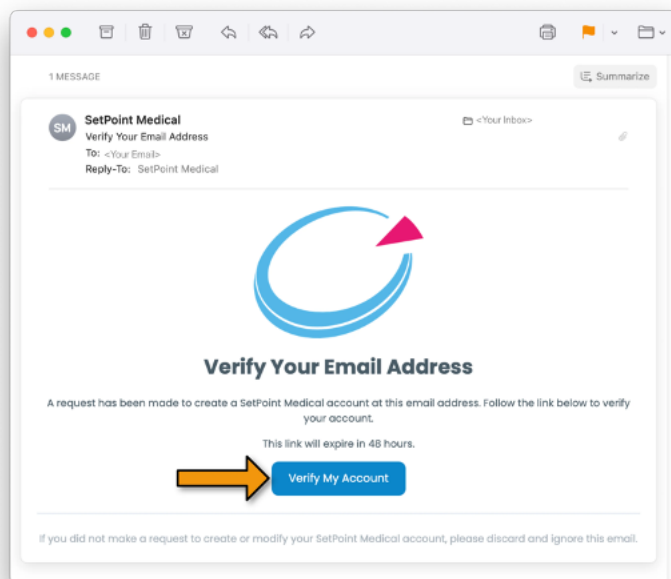 1 MESSAGE
Summarize
SM
SetPoint Medical
<Your Inbox>
Verify Your Email Address
To: <Your Email>
Reply-To: SetPoint Medical
Verify Your Email Address
A request has been made to create a SetPoint Medical account at this email address. Follow the link below to verify
your account.
This link will expire in 48 hours.
Verify My Account
If you did not make a request to create or modify your SetPoint Medical account, please discard and ignore this email.